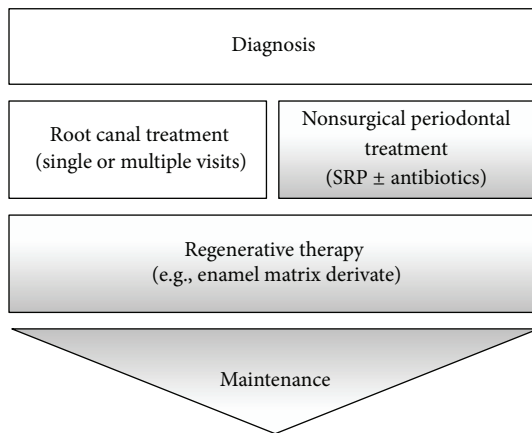 Diagnosis
Root canal treatment
(single or multiple visits)
Nonsurgical periodontal
treatment
(SRP ± antibiotics)
Regenerative therapy
(e.g., enamel matrix derivate)
Maintenance